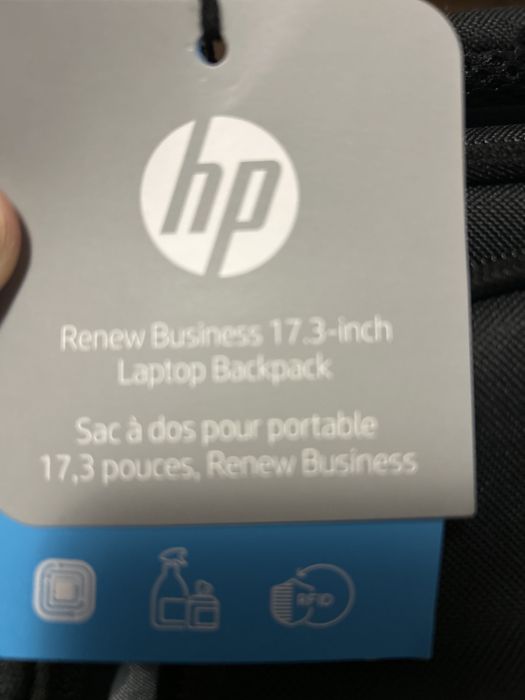 hp
Renew Business 17.3-inch
Laptop Backpack
Sac à dos pour portable
17,3 pouces, Renew Business
RFID